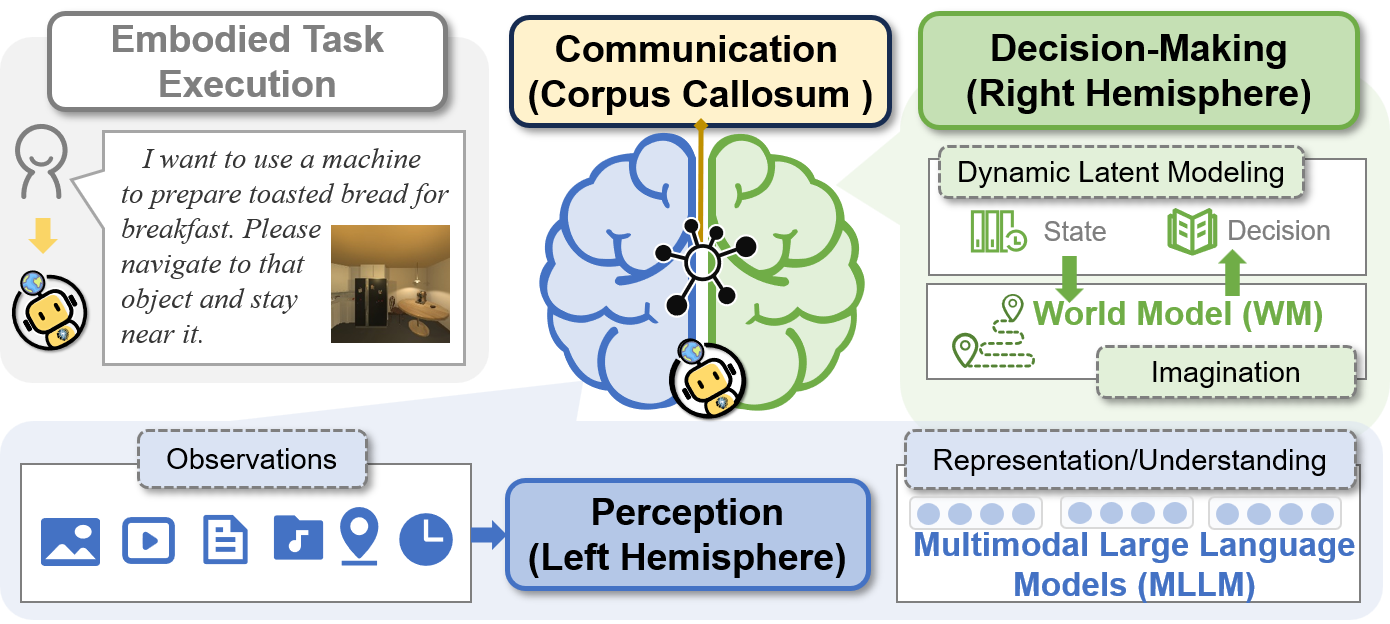 Embodied Task
Execution
I want to use a machine
to prepare toasted bread for
breakfast. Please
navigate to that
object and stay
near it.
Communication
(Corpus Callosum )
Decision-Making
(Right Hemisphere)
Dynamic Latent Modeling
State
Decision
World Model (WM)
Imagination
Observations
Perception
(Left Hemisphere)
Representation/Understanding
Multimodal Large Language
Models (MLLM)